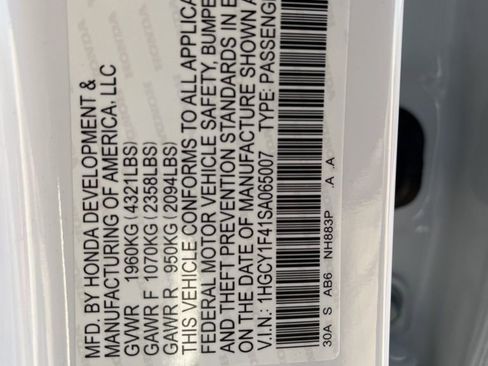 MFD. BY HONDA DEVELOPMENT &
MANUFACTURING OF AMERICA, LLC
GVWR 1960KG (4321LBS)
GAWR F 1070KG (2358LBS)
GAWR R 950KG (2094LBS)
THIS VEHICLE CONFORMS TO ALL APPLICA
FEDERAL MOTOR VEHICLE SAFETY, BUMPE
AND THEFT PREVENTION STANDARDS IN E
ON THE DATE OF MANUFACTURE SHOWN A
V.I.N.: 1HGCY1F41SA065007 TYPE: PASSENGE
30A S AB6 NH883P .A .A